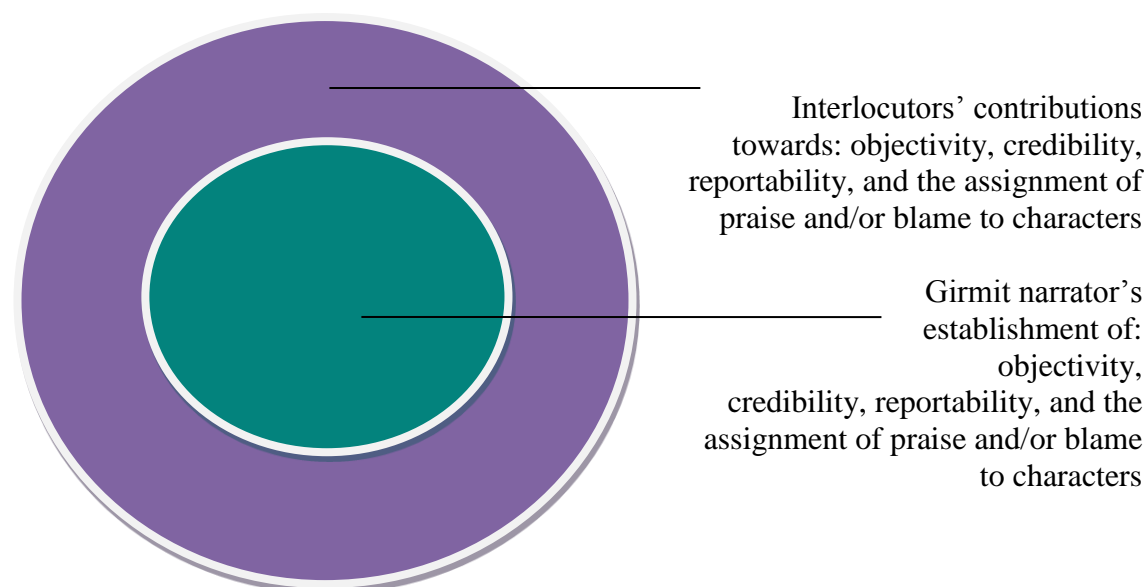 Interlocutors’ contributions
towards: objectivity, credibility,
reportability, and the assignment of
praise and/or blame to characters
Girmit narrator’s
establishment of:
objectivity,
credibility, reportability, and the
assignment of praise and/or blame
to characters